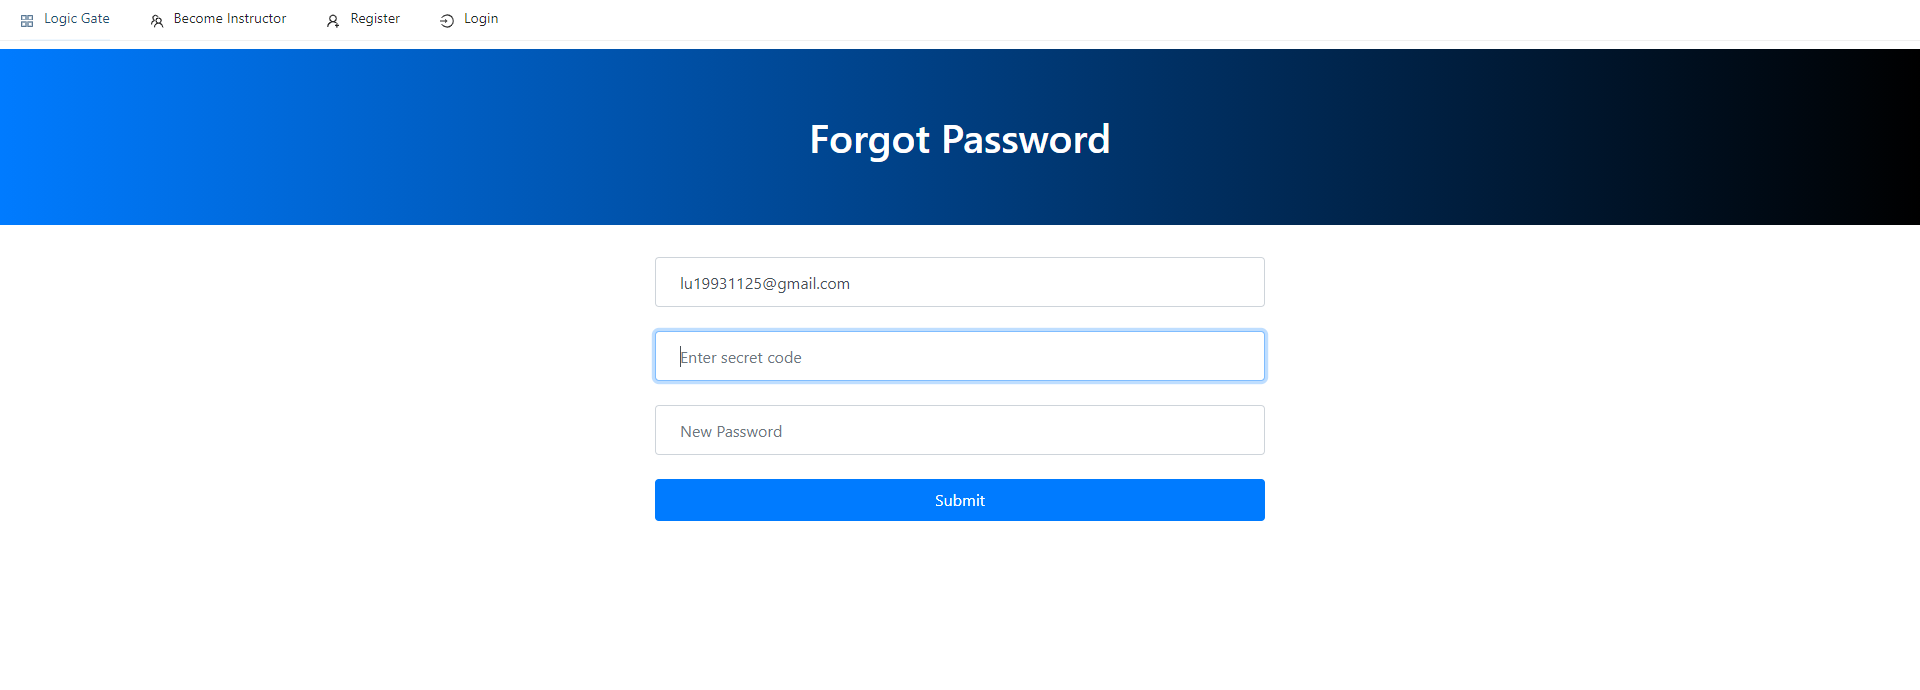 Logic Gate Become Instructor Register Login
Forgot Password
lu19931125@gmail.com
Enter secret code
New Password
Submit